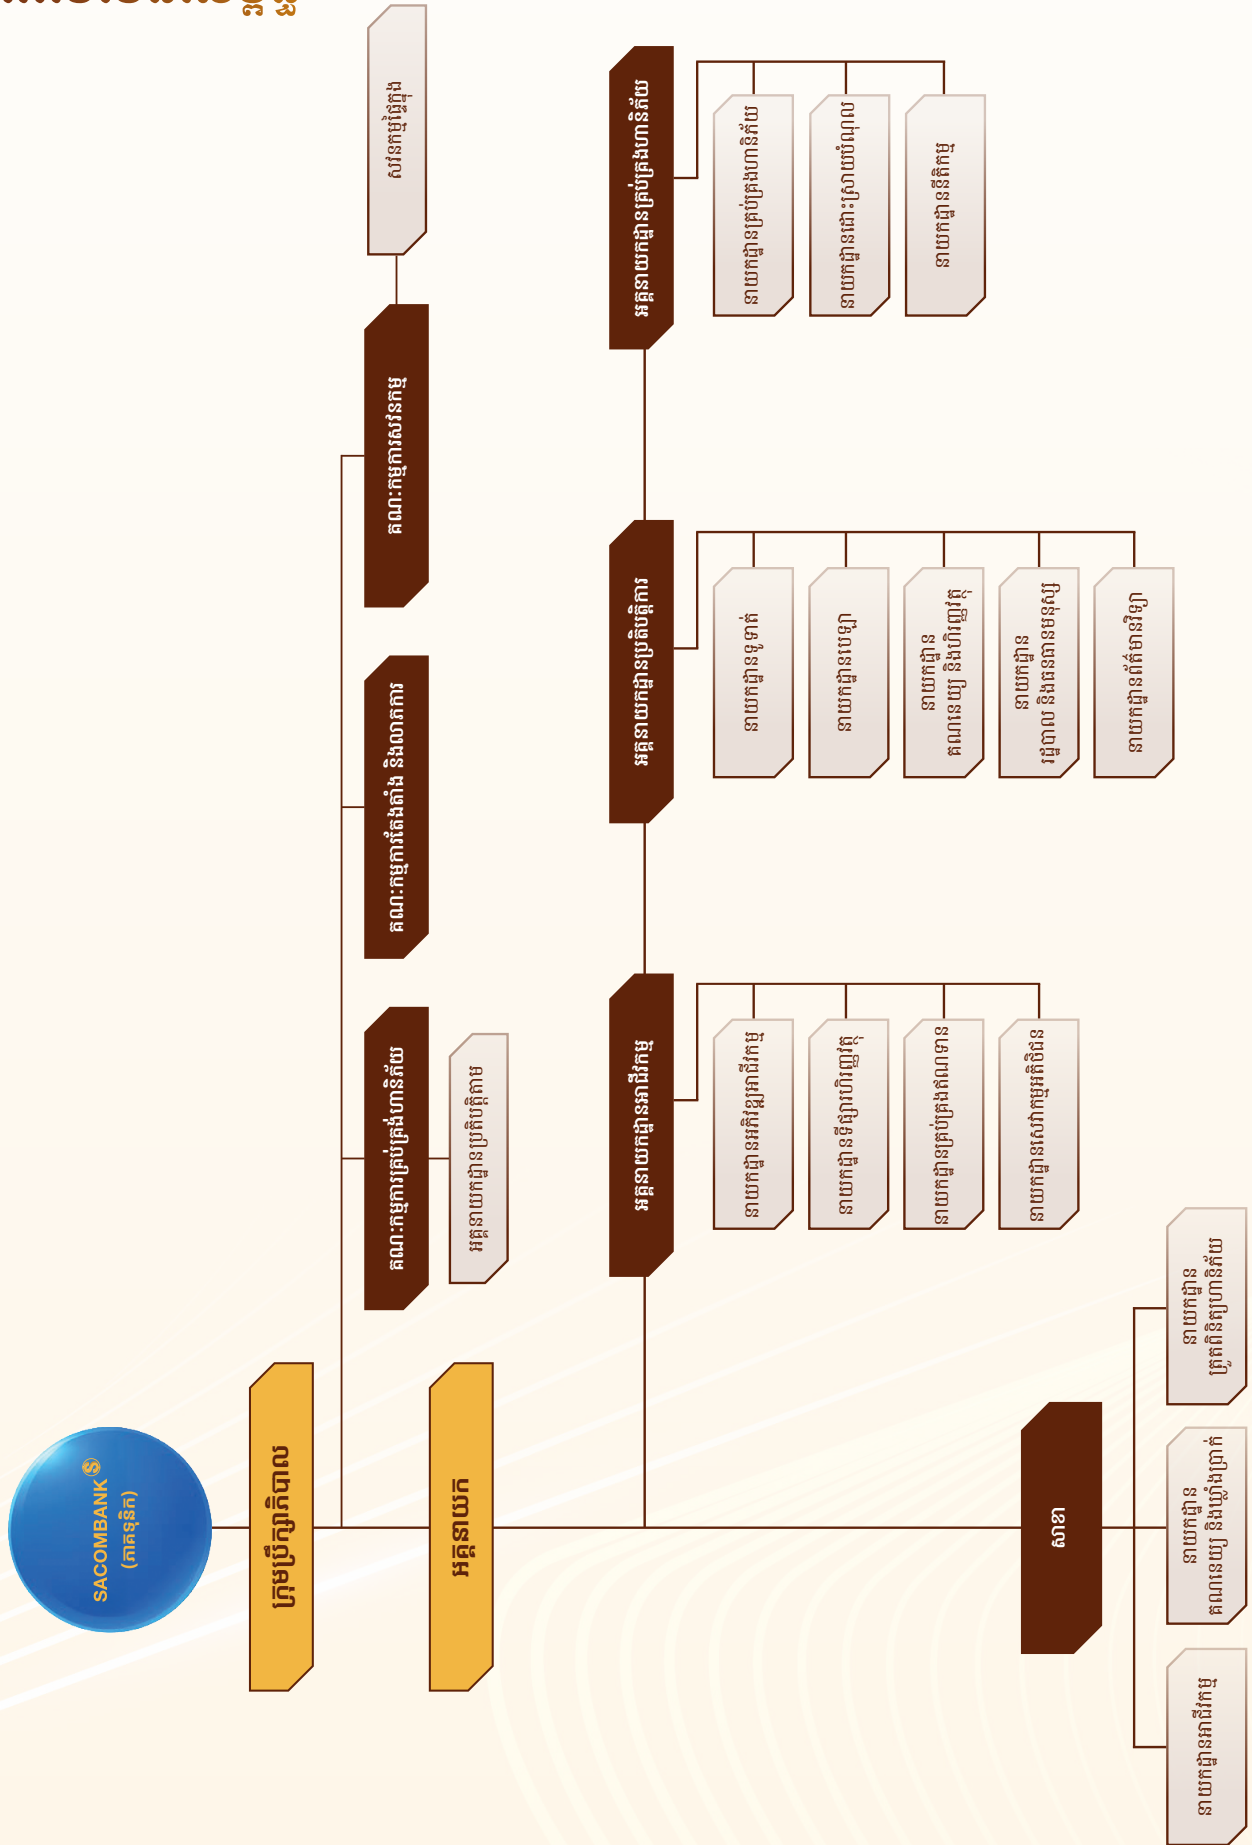 SACOMBANK
(ភាគទុនិក)
ក្រុមប្រឹក្សាភិបាល
អគ្គនាយក
គណៈកម្មការគ្រប់គ្រងហានិភ័យ
អគ្គនាយកដ្ឋានប្រតិបត្តិតាម
គណៈកម្មការតែងតាំង និងលាភការ
គណៈកម្មការសវនកម្ម
សវនកម្មផ្ទៃក្នុង
អគ្គនាយកដ្ឋានអាជីវកម្ម
នាយកដ្ឋានអភិវឌ្ឍអាជីវកម្ម
នាយកដ្ឋានទីផ្សារហិរញ្ញវត្ថុ
នាយកដ្ឋានគ្រប់គ្រងឥណទាន
នាយកដ្ឋានសេវាកម្មអតិថិជន
អគ្គនាយកដ្ឋានប្រតិបត្តិការ
នាយកដ្ឋានទូទាត់
នាយកដ្ឋានបេឡា
នាយកដ្ឋាន
គណនេយ្យ និងហិរញ្ញវត្ថុ
នាយកដ្ឋាន
រដ្ឋបាល និងធនធានមនុស្ស
នាយកដ្ឋានព័ត៌មានវិទ្យា
អគ្គនាយកដ្ឋានគ្រប់គ្រងហានិភ័យ
នាយកដ្ឋានគ្រប់គ្រងហានិភ័យ
នាយកដ្ឋានដោះស្រាយបំណុល
នាយកដ្ឋាននីតិកម្ម
សាខា
នាយកដ្ឋានអាជីវកម្ម
នាយកដ្ឋាន
គណនេយ្យ និងឃ្លាំងប្រាក់
នាយកដ្ឋាន
ត្រួតពិនិត្យហានិភ័យ